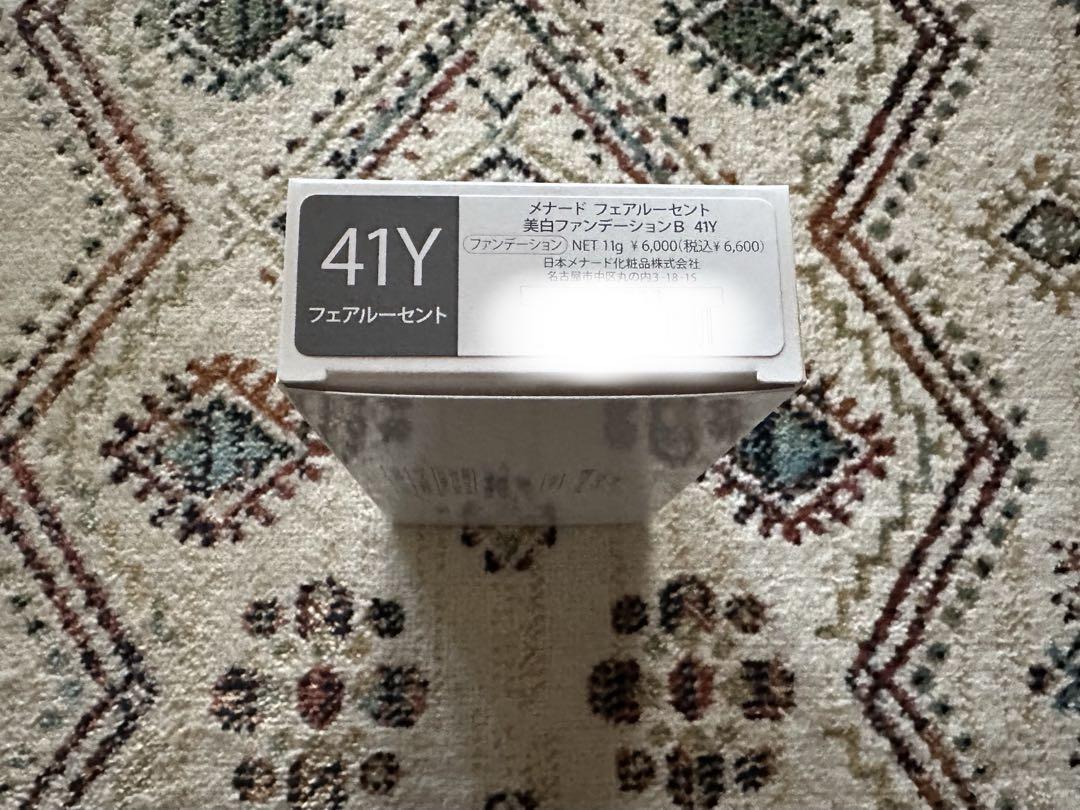 41Y
フェアルーセント
メナード フェアルーセント
美白ファンデーションB 41Y
ファンデーション NET 11g ¥6,000(税込¥6,600)
日本メナード化粧品株式会社
名古屋市中区丸の内3-18-15